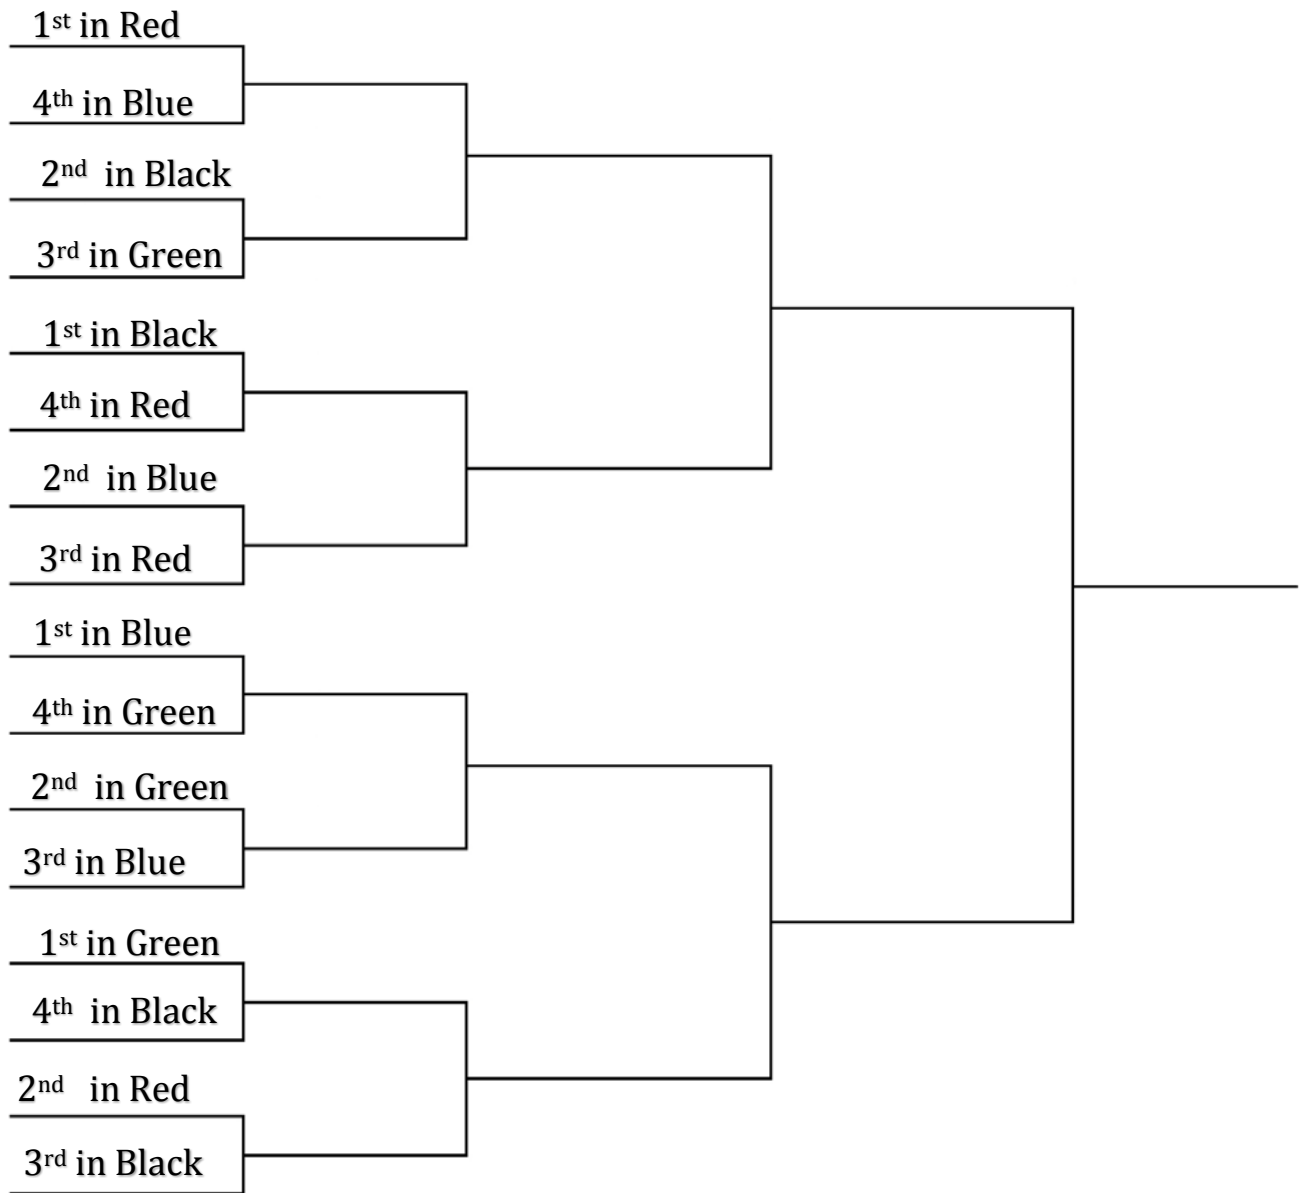 1st in Red
4th in Blue
2nd in Black
3rd in Green
1st in Black
4th in Red
2nd in Blue
3rd in Red
1st in Blue
4th in Green
2nd in Green
3rd in Blue
1st in Green
4th in Black
2nd in Red
3rd in Black